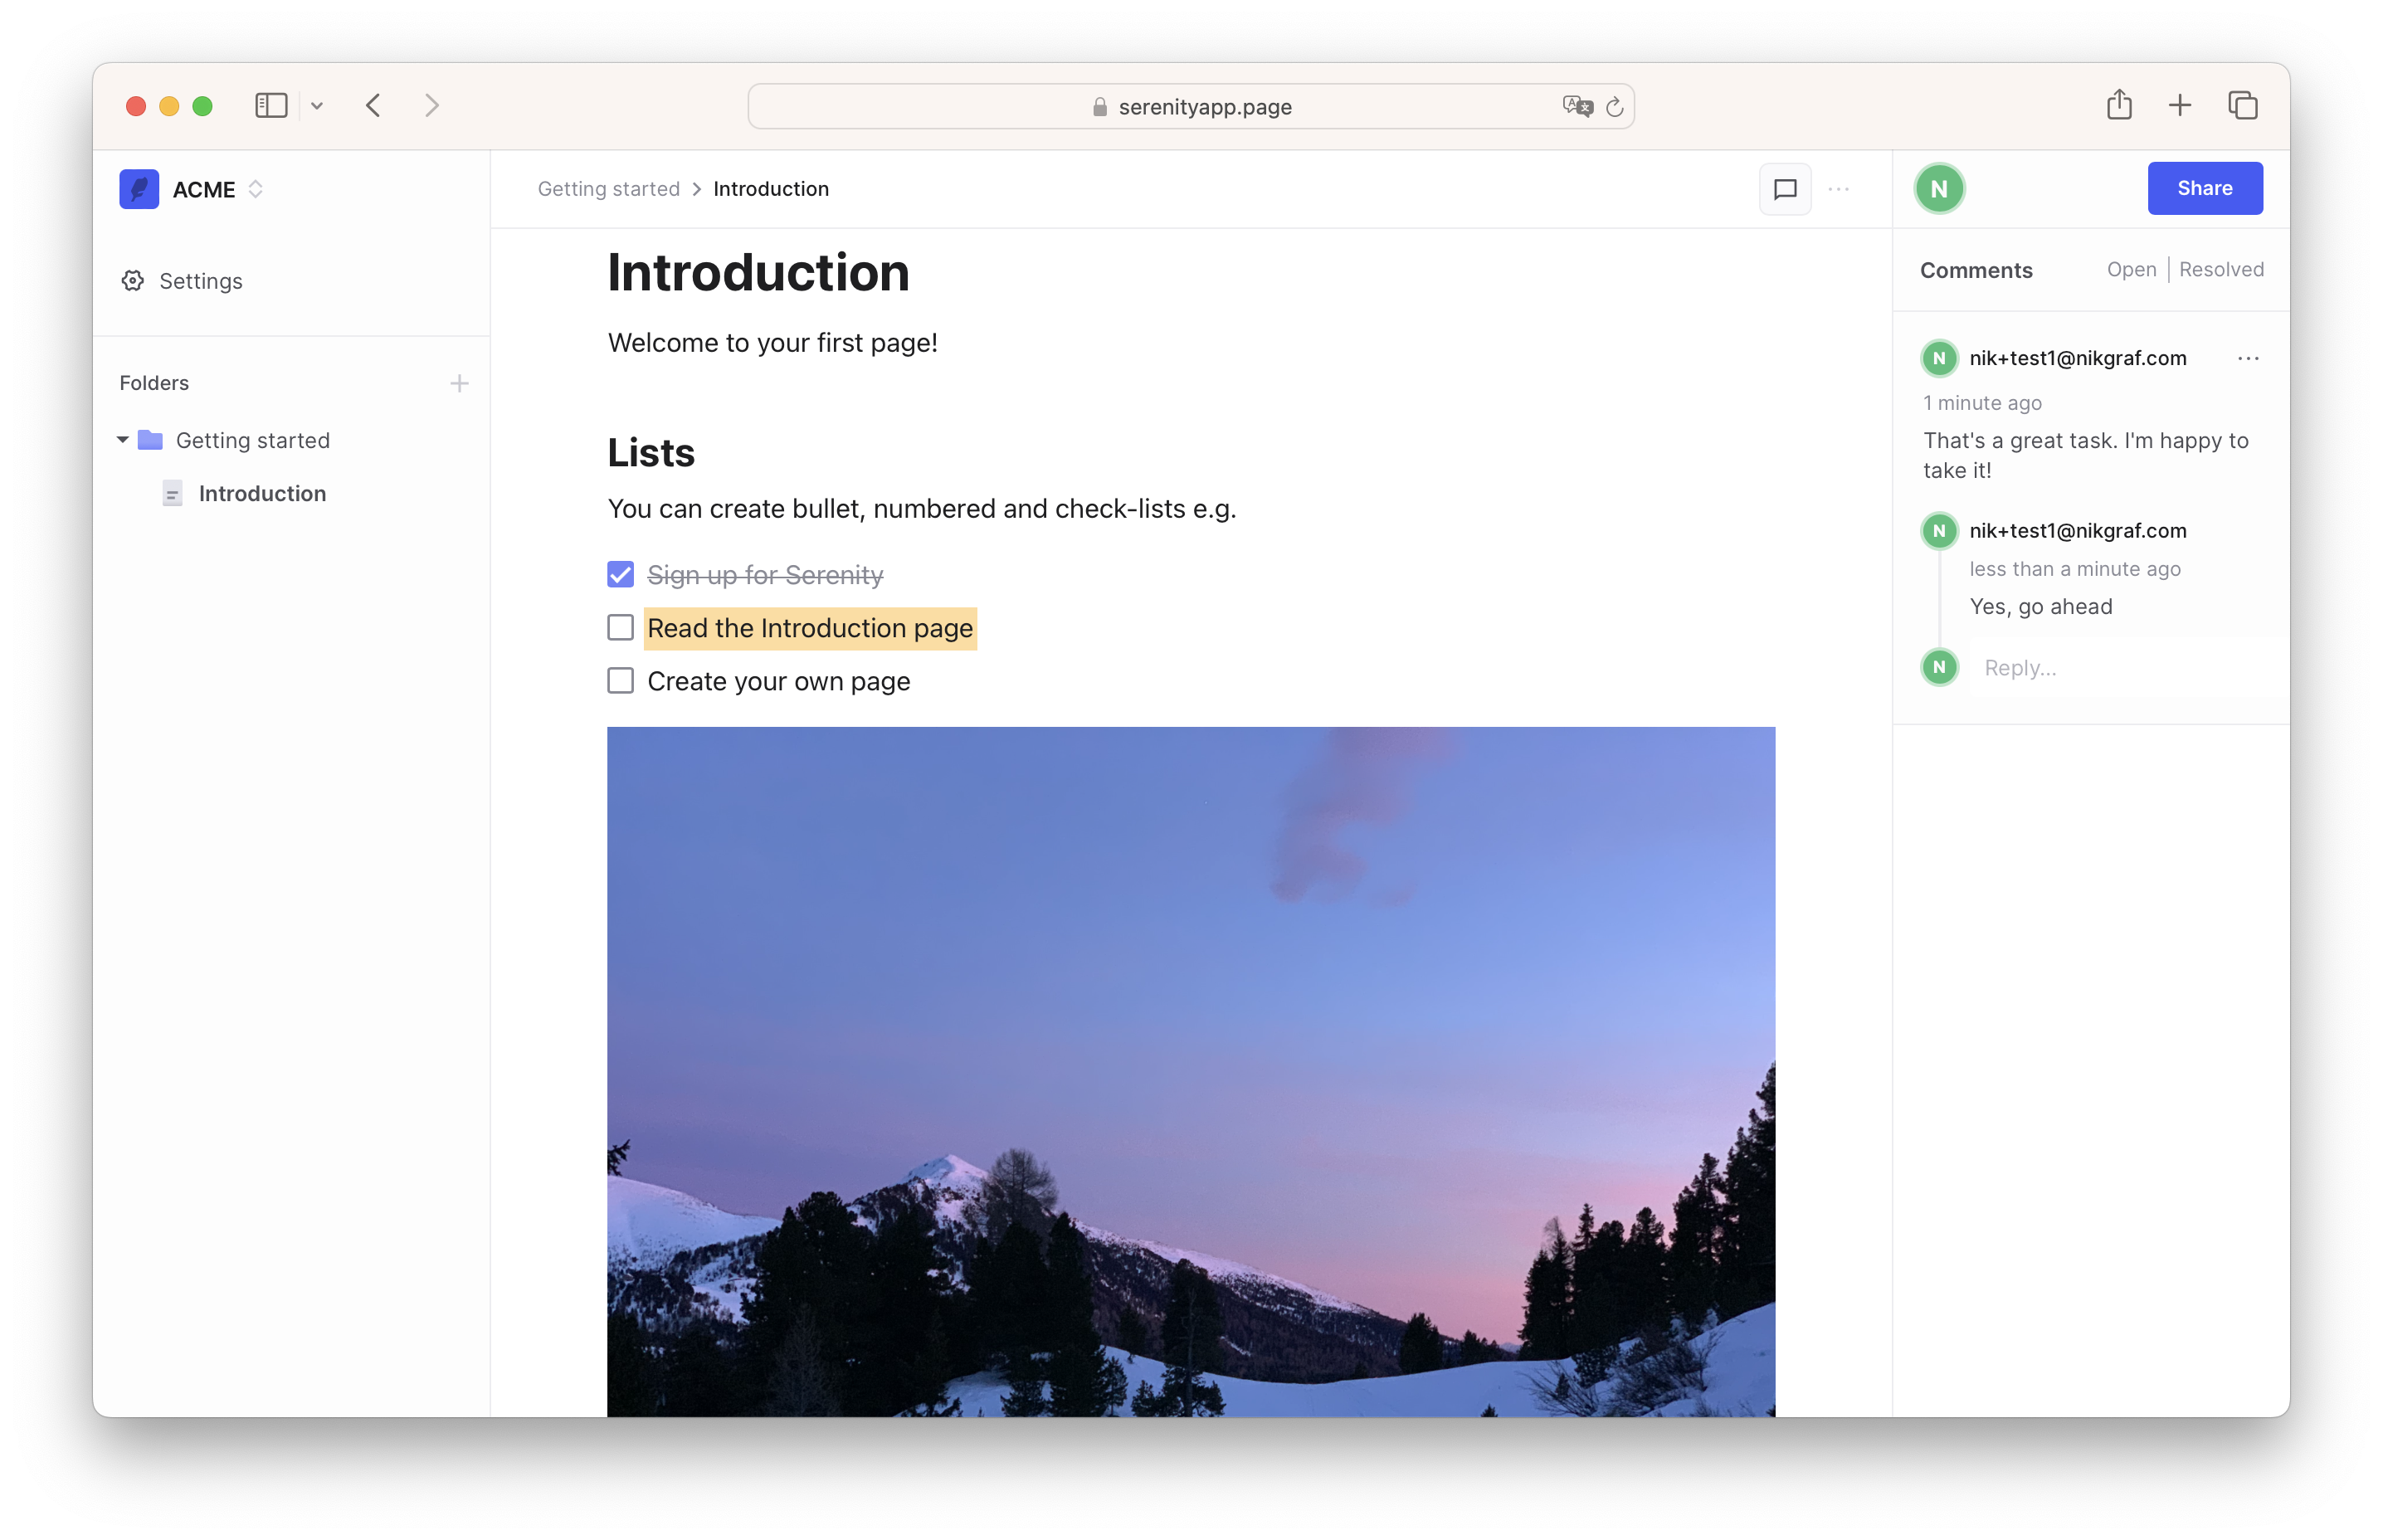 serenityapp.page
ACME
Settings
Folders
Getting started
Introduction
Getting started > Introduction
Introduction
Welcome to your first page!
Lists
You can create bullet, numbered and check-lists e.g.
Sign up for Serenity
Read the Introduction page
Create your own page
N
Share
Comments
Open | Resolved
N nik+test1@nikgraf.com
1 minute ago
That's a great task. I'm happy to
take it!
N nik+test1@nikgraf.com
less than a minute ago
Yes, go ahead
N Reply...